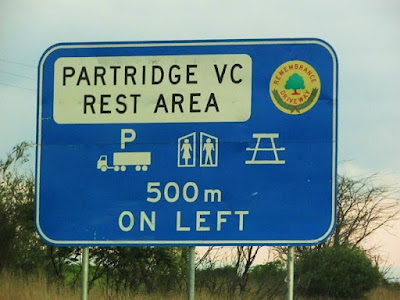 PARTRIDGE VC
REST AREA
REMEMBRANCE
DRIVEWAY
P
500m
ON LEFT